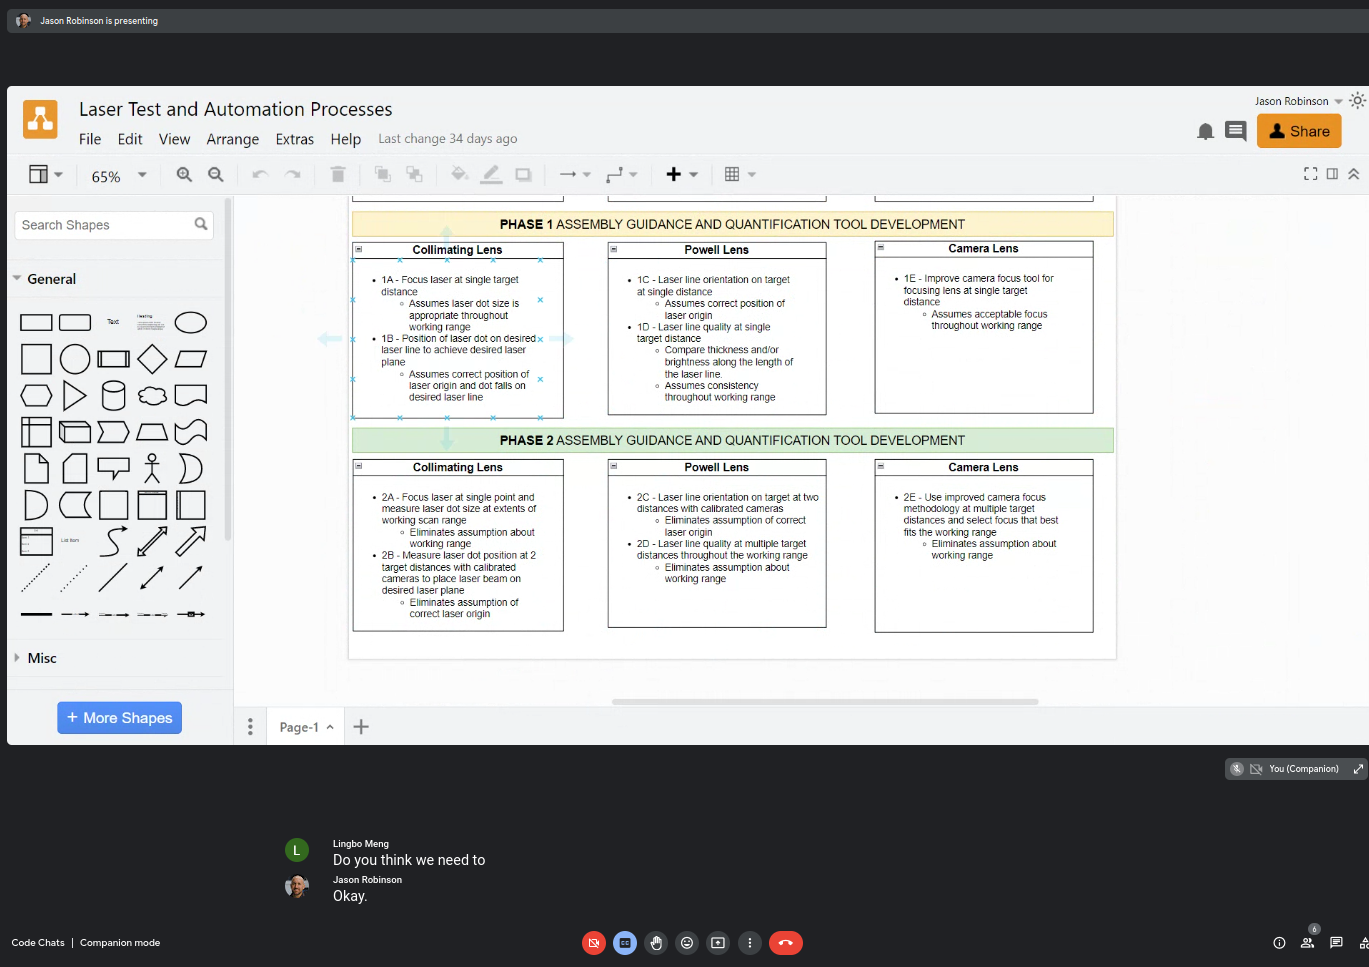 Jason Robinson is presenting
Laser Test and Automation Processes
Jason Robinson
File Edit View Arrange Extras Help Last change 34 days ago
Share
65%
Search Shapes
General
Text
Heading
List Item
Misc
+ More Shapes
PHASE 1 ASSEMBLY GUIDANCE AND QUANTIFICATION TOOL DEVELOPMENT
Collimating Lens
1A - Focus laser at single target
distance
Assumes laser dot size is
appropriate throughout
working range
1B - Position of laser dot on desired
laser line to achieve desired laser
plane
Assumes correct position of
laser origin and dot falls on
desired laser line
Powell Lens
1C - Laser line orientation on target
at single distance
Assumes correct position of
laser origin
1D - Laser line quality at single
target distance
Compare thickness and/or
brightness along the length of
the laser line.
Assumes consistency
throughout working range
Camera Lens
1E - Improve camera focus tool for
focusing lens at single target
distance
Assumes acceptable focus
throughout working range
PHASE 2 ASSEMBLY GUIDANCE AND QUANTIFICATION TOOL DEVELOPMENT
Collimating Lens
2A - Focus laser at single point and
measure laser dot size at extents of
working scan range
Eliminates assumption about
working range
2B - Measure laser dot position at 2
target distances with calibrated
cameras to place laser beam on
desired laser plane
Eliminates assumption of
correct laser origin
Powell Lens
2C - Laser line orientation on target at two
distances with calibrated cameras
Eliminates assumption of correct
laser origin
2D - Laser line quality at multiple target
distances throughout the working range
Eliminates assumption about
working range
Camera Lens
2E - Use improved camera focus
methodology at multiple target
distances and select focus that best
fits the working range
Eliminates assumption about
working range
Page-1
You (Companion)
L
Lingbo Meng
Do you think we need to
Jason Robinson
Okay.
Code Chats | Companion mode
CC
6